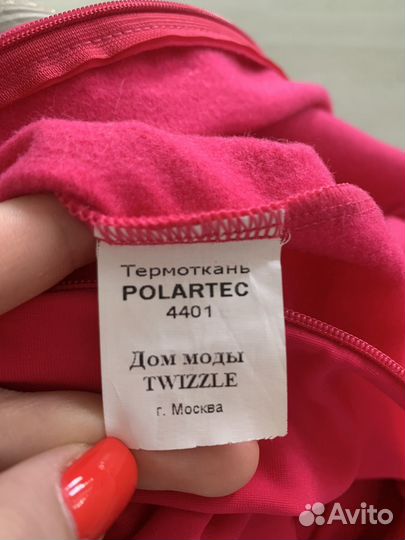 Термоткань
POLARTEC
4401
Дом моды
TWIZZLE
г. Москва
Avito